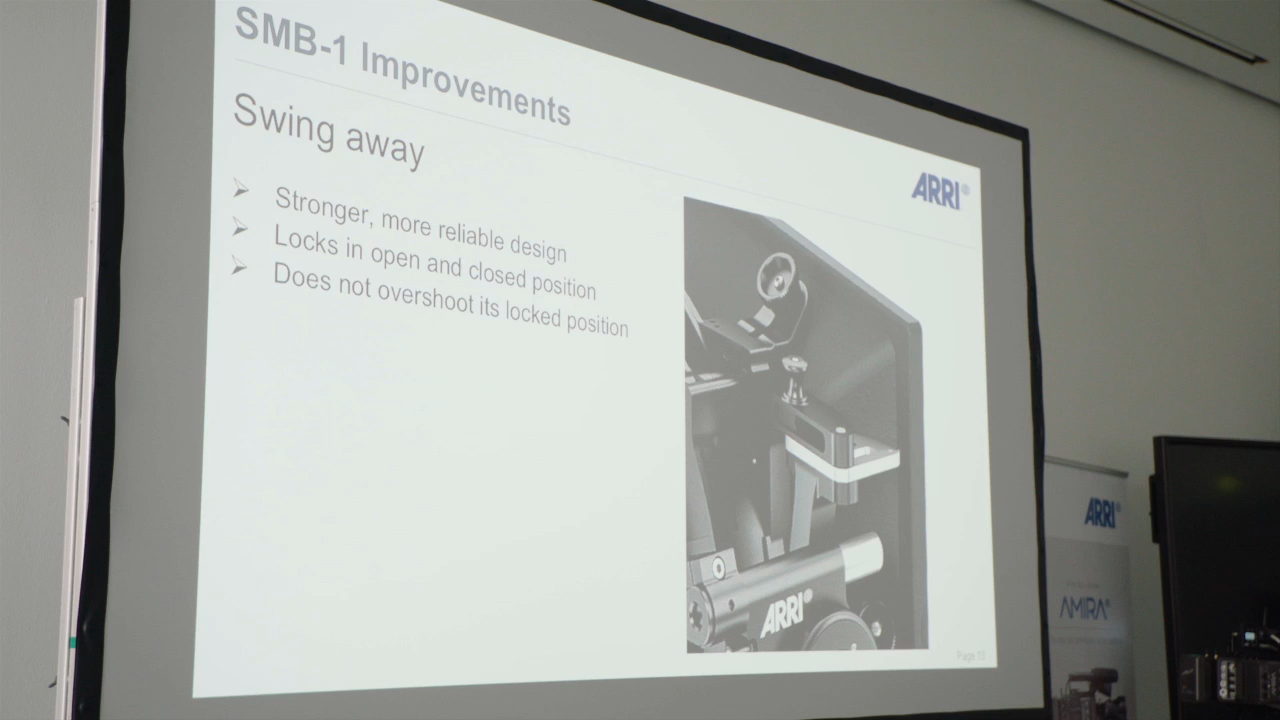 SMB-1 Improvements
Swing away
ARRI®
Stronger, more reliable design
Locks in open and closed position
Does not overshoot its locked position
ARRI®
ARRI®
AMIRA®